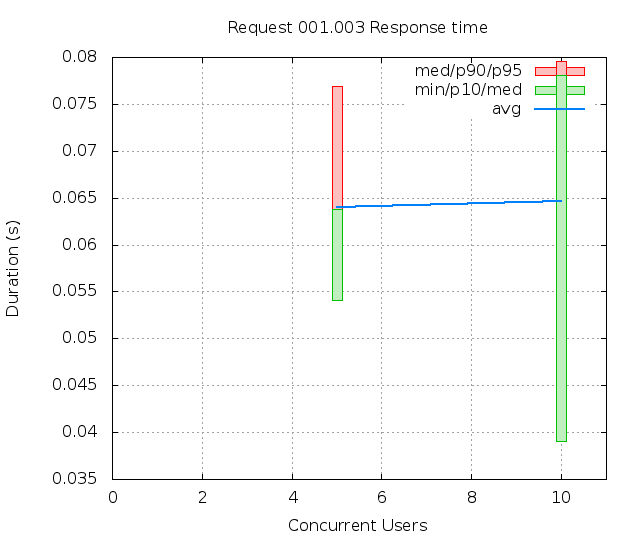 Request 001.003 Response time
med/p90/p95
min/p10/med
avg
0.08
0.075
0.07
0.065
0.06
0.055
0.05
0.045
0.04
0.035
Duration (s)
0 2 4 6 8 10
Concurrent Users